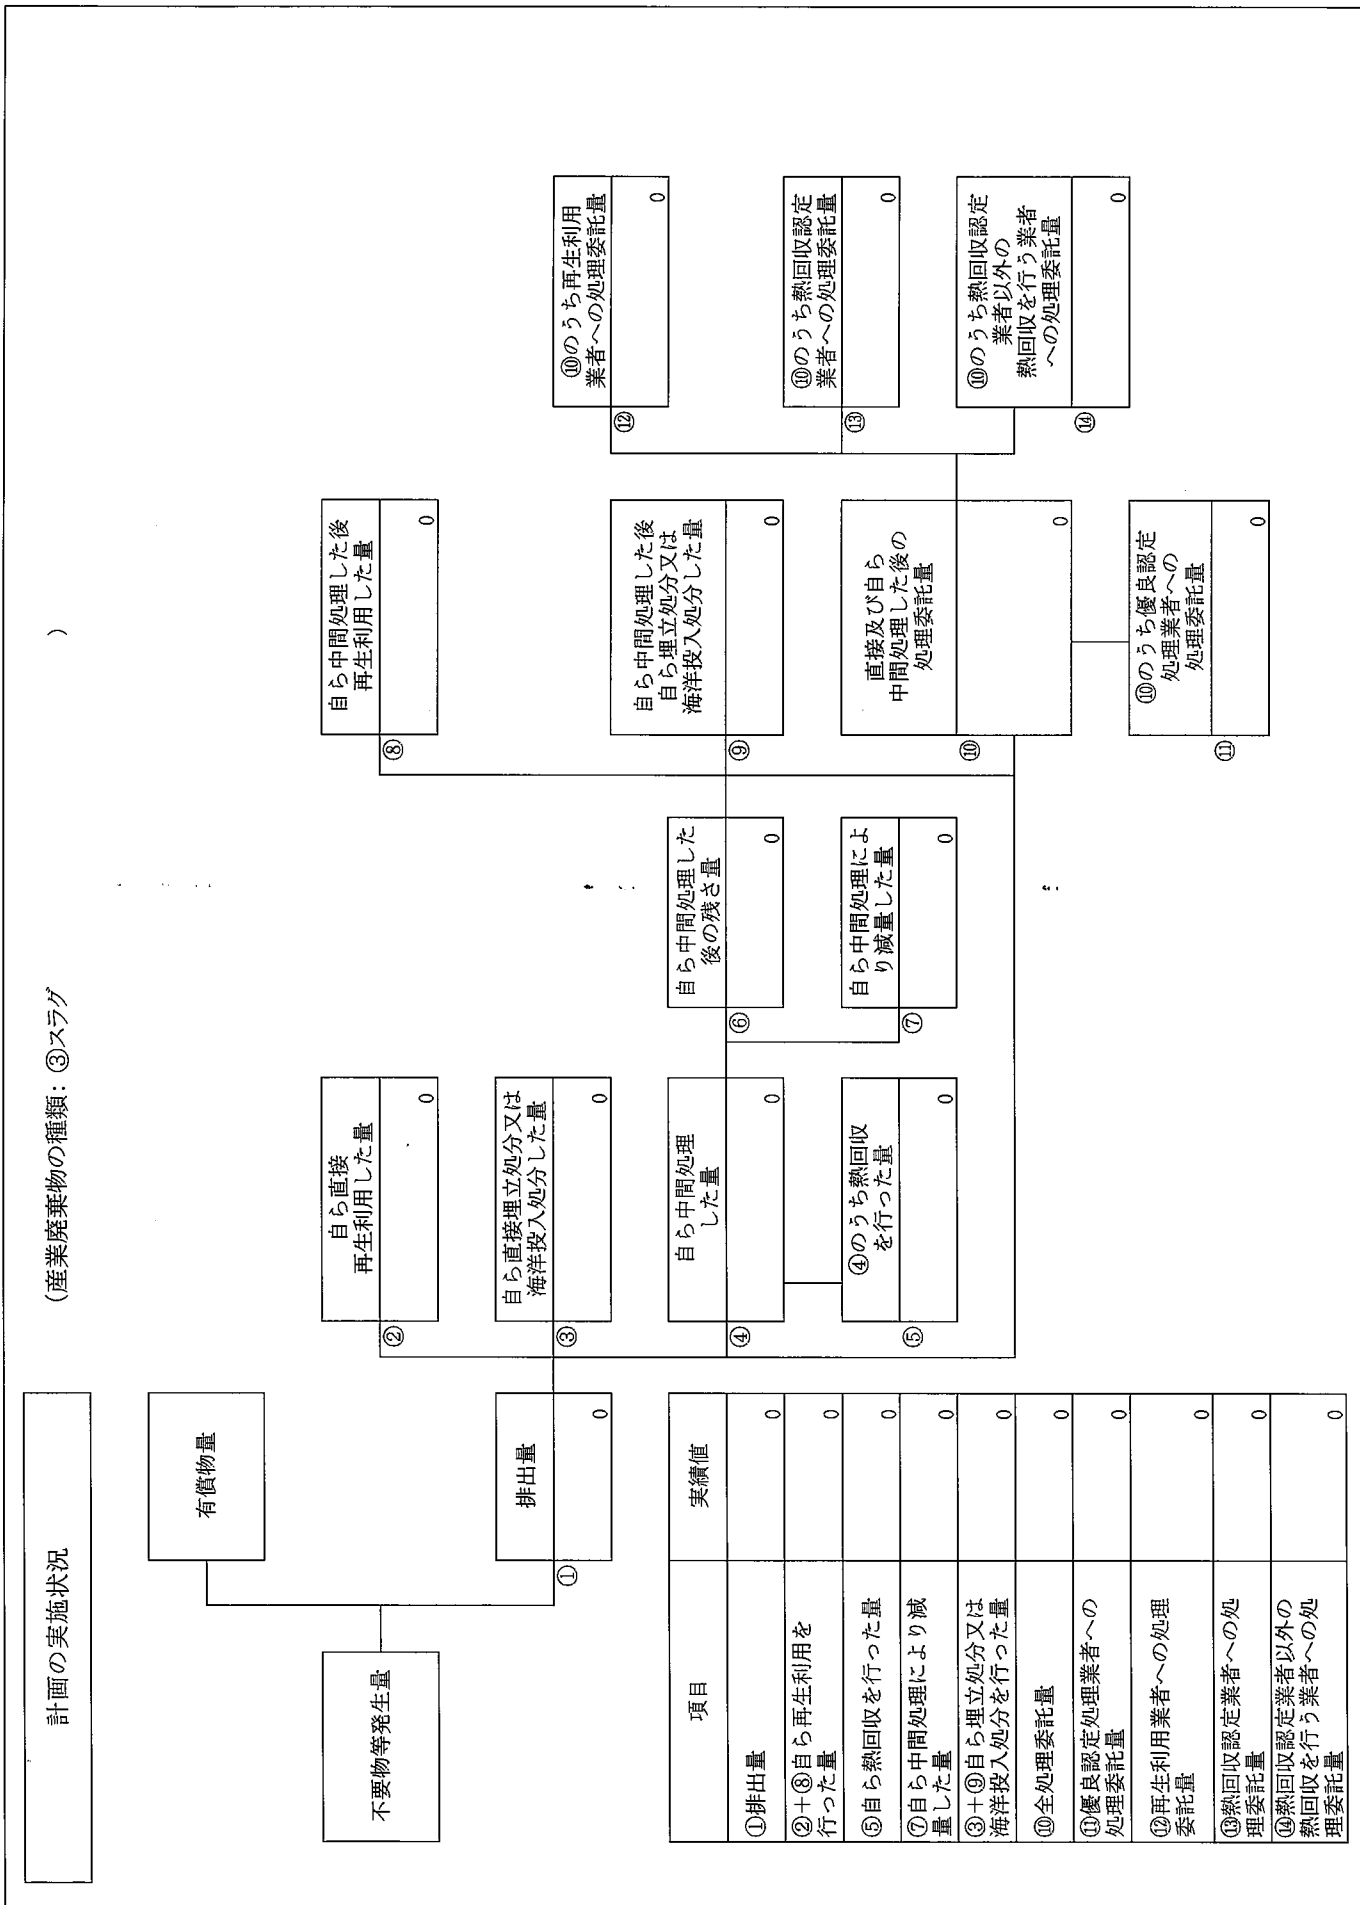 計画の実施状況
(産業廃棄物の種類: ③スラグ
)
不要物等発生量
有償物量
①
排出量
0
②
自ら直接
再生利用した量
0
③
自ら直接埋立処分又は
海洋投入処分した量
0
④
自ら中間処理
した量
0
⑤
④のうち熱回収
を行った量
0
⑥
自ら中間処理した
後の残さ量
0
⑦
自ら中間処理によ
り減量した量
0
⑧
自ら中間処理した後
再生利用した量
0
⑨
自ら中間処理した後
自ら埋立処分又は
海洋投入処分した量
0
⑩
直接及び自ら
中間処理した後の
処理委託量
0
⑪
⑩のうち優良認定
処理業者への
処理委託量
0
⑫
⑩のうち再生利用
業者への処理委託量
0
⑬
⑩のうち熱回収認定
業者への処理委託量
0
⑭
⑩のうち熱回収認定
業者以外の
熱回収を行う業者
への処理委託量
0
項目 実績値
①排出量 0
②+⑧自ら再生利用を
行った量 0
⑤自ら熱回収を行った量 0
⑦自ら中間処理により減
量した量 0
③+⑨自ら埋立処分又は
海洋投入処分を行った量 0
⑩全処理委託量 0
⑪優良認定処理業者への
処理委託量 0
⑫再生利用業者への処理
委託量 0
⑬熱回収認定業者への処
理委託量 0
⑭熱回収認定業者以外の
熱回収を行う業者への処
理委託量 0